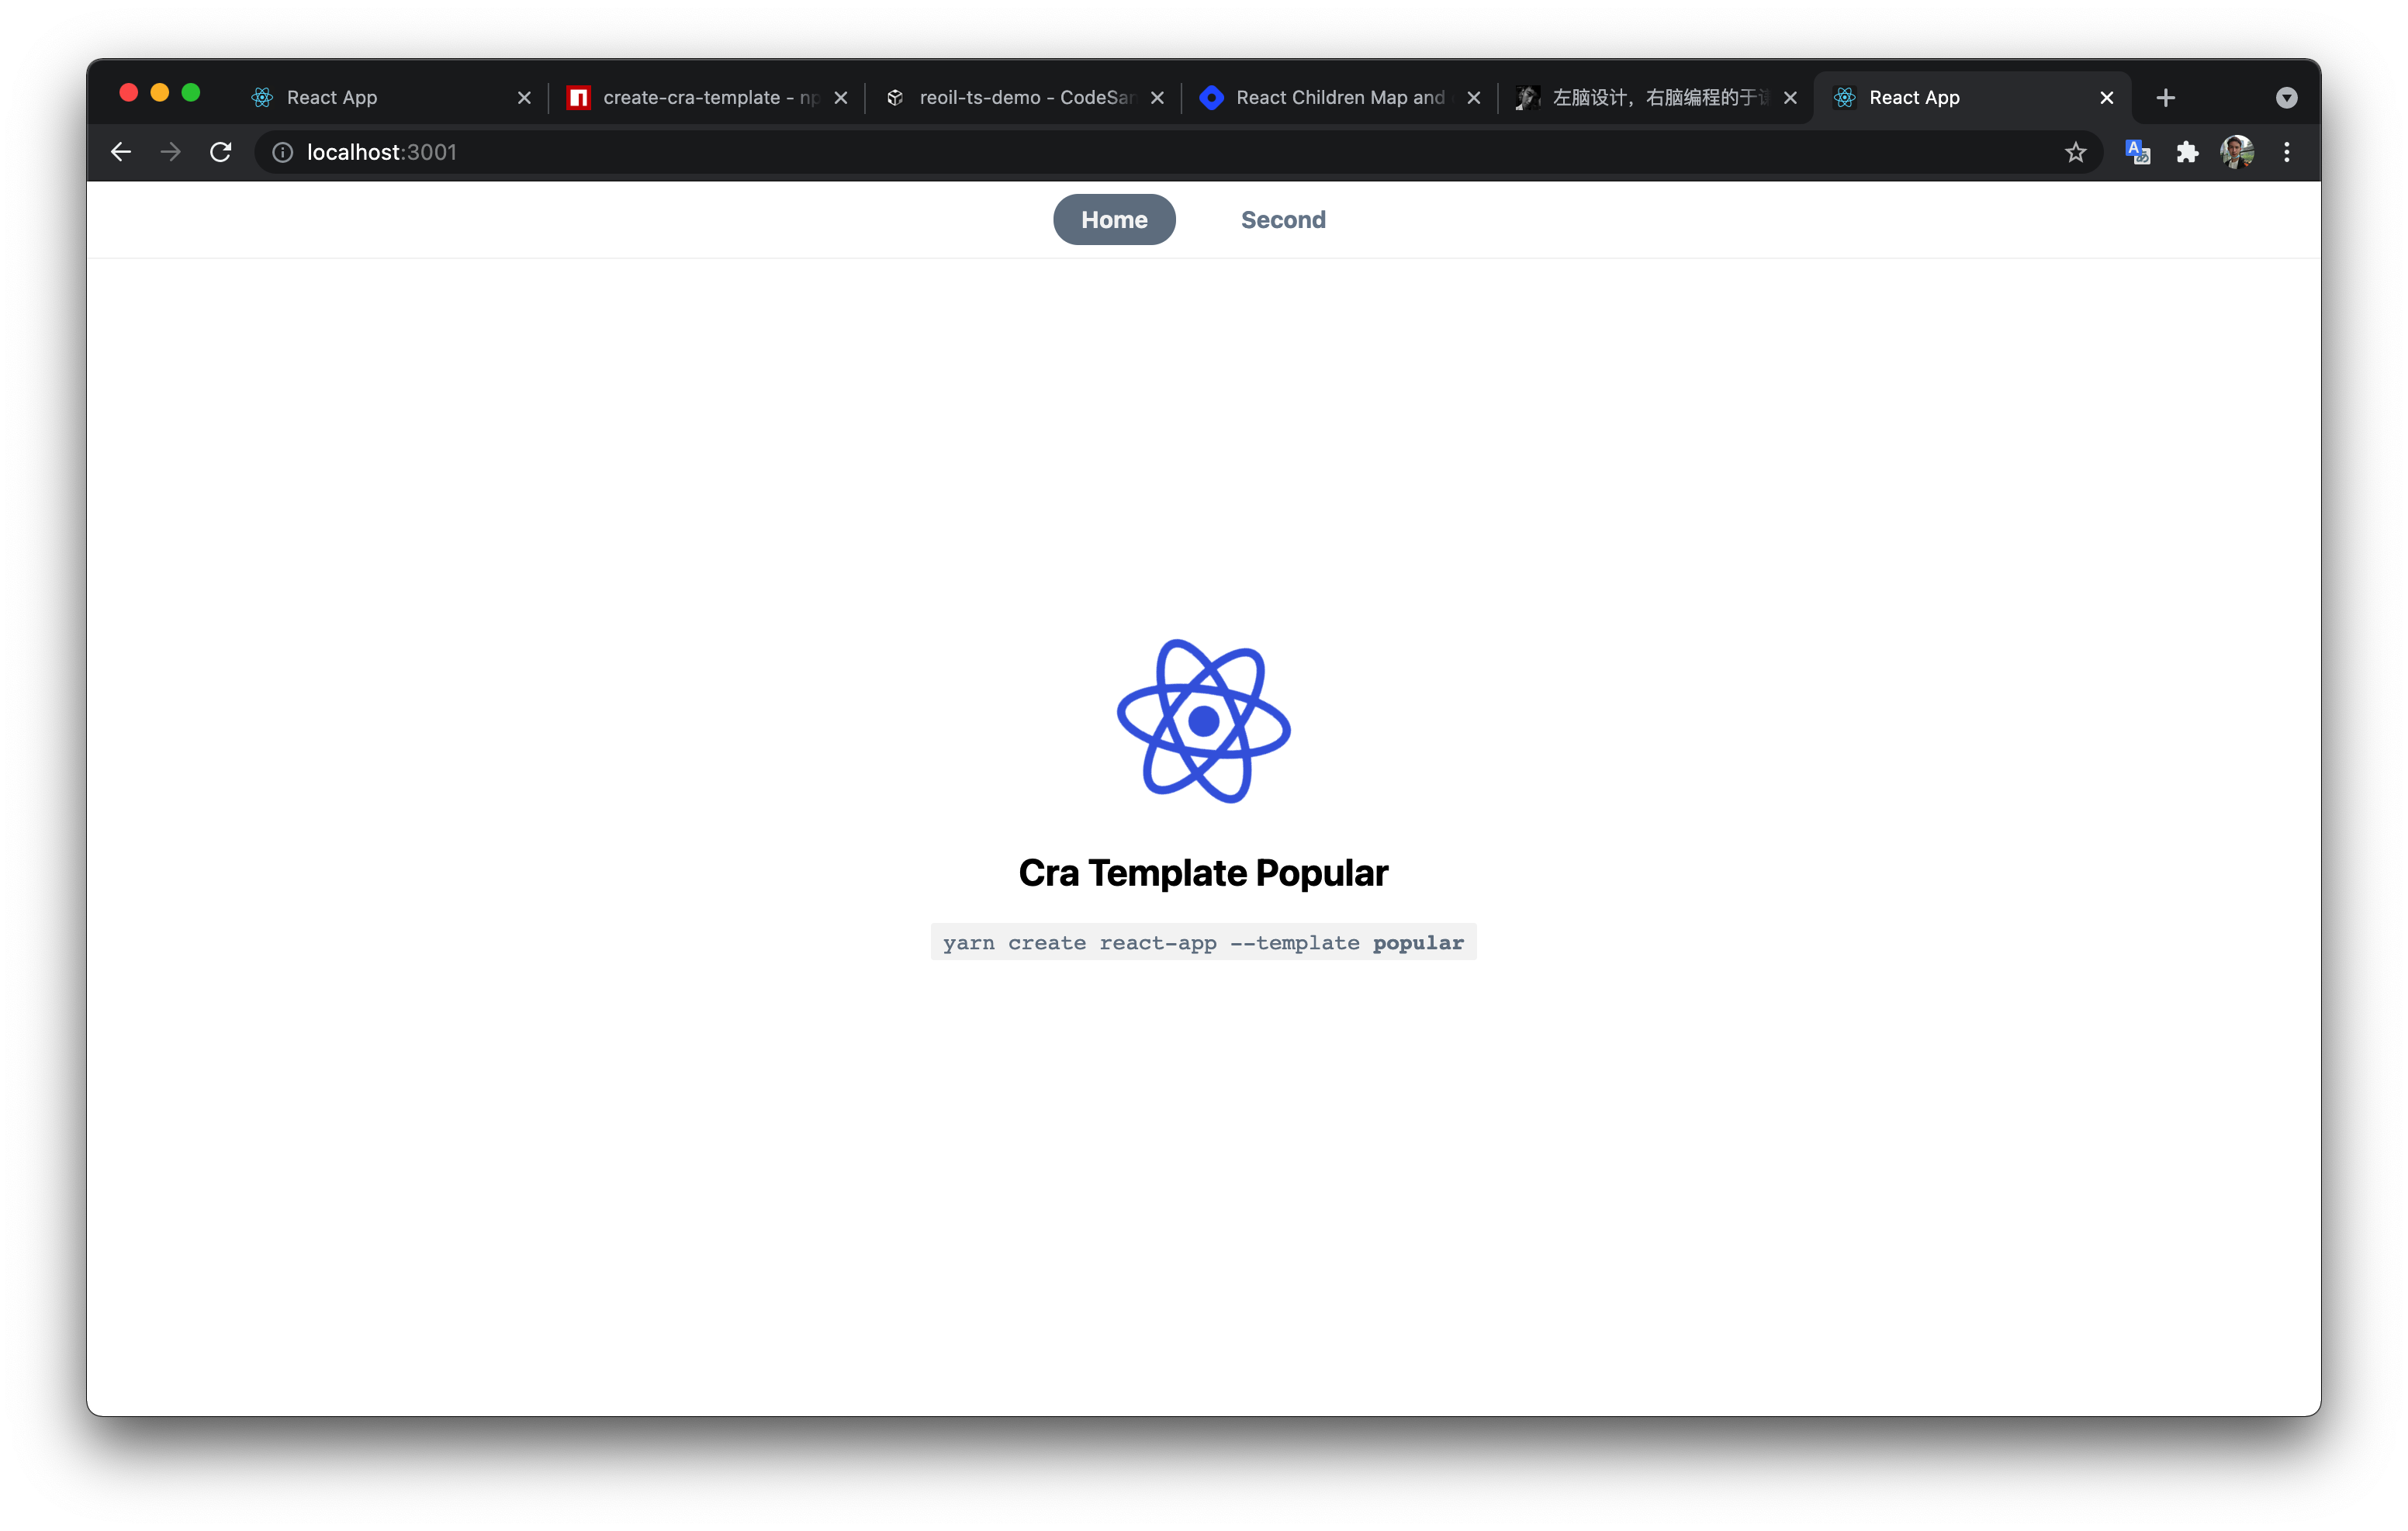 React App
create-cra-template - np
reoil-ts-demo - CodeSan
React Children Map and
左脑设计，右脑编程的于
React App
localhost:3001
Home
Second
Cra Template Popular
yarn create react-app --template popular